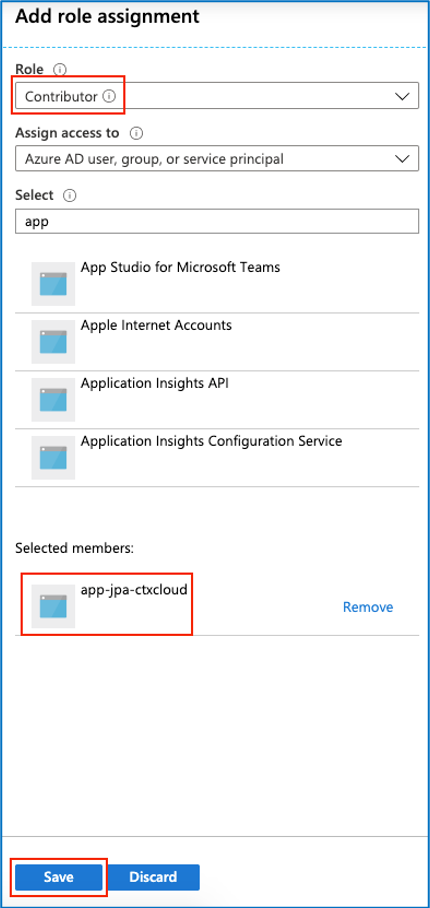 Add role assignment
Role
Contributor
Assign access to
Azure AD user, group, or service principal
Select
app
App Studio for Microsoft Teams
Apple Internet Accounts
Application Insights API
Application Insights Configuration Service
Selected members:
app-jpa-ctxcloud
Remove
Save Discard